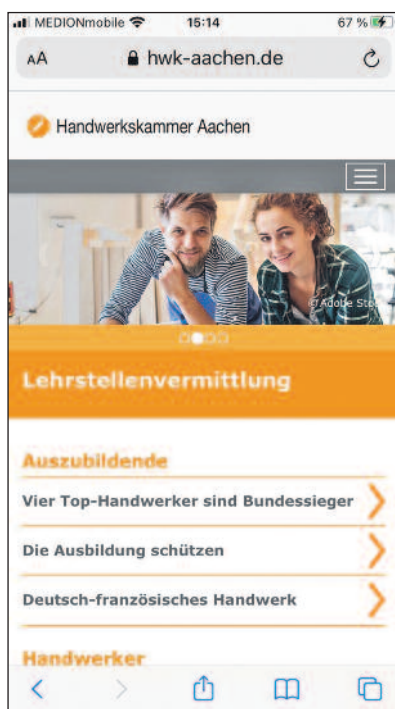 MEDIONmobile 15:14 67 %
AA hwk-aachen.de
Handwerkskammer Aachen
©Adobe Stock
Lehrstellenvermittlung
Auszubildende
Vier Top-Handwerker sind Bundessieger
Die Ausbildung schützen
Deutsch-französisches Handwerk
Handwerker